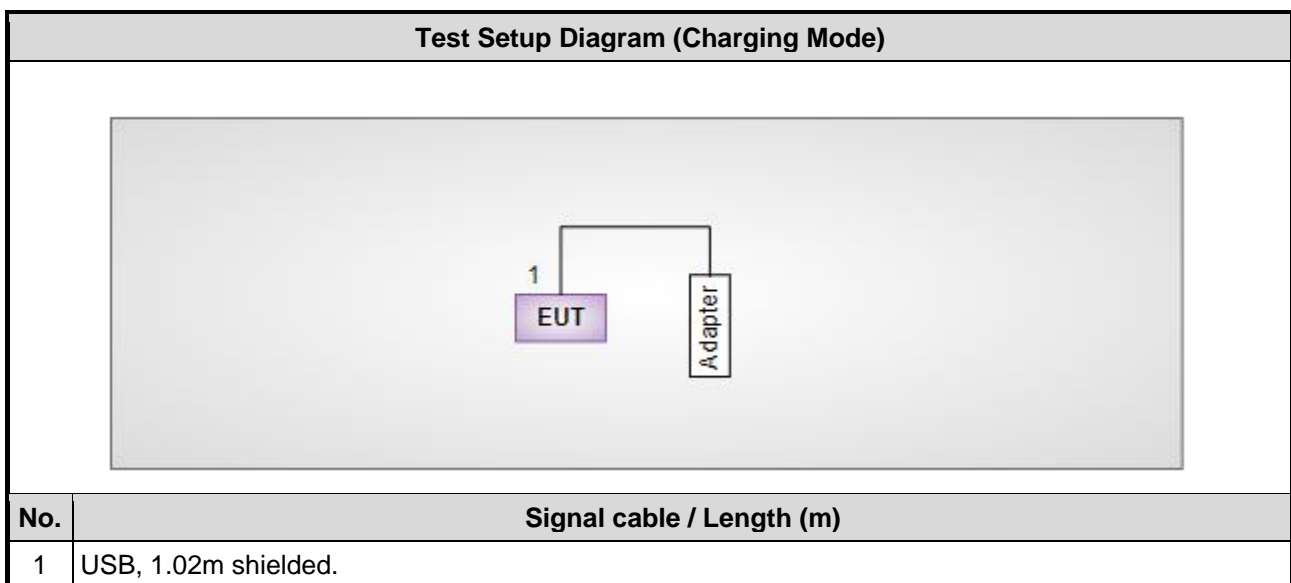 Test Setup Diagram (Charging Mode)
1
EUT
Adapter
No. Signal cable / Length (m)
1 USB, 1.02m shielded.